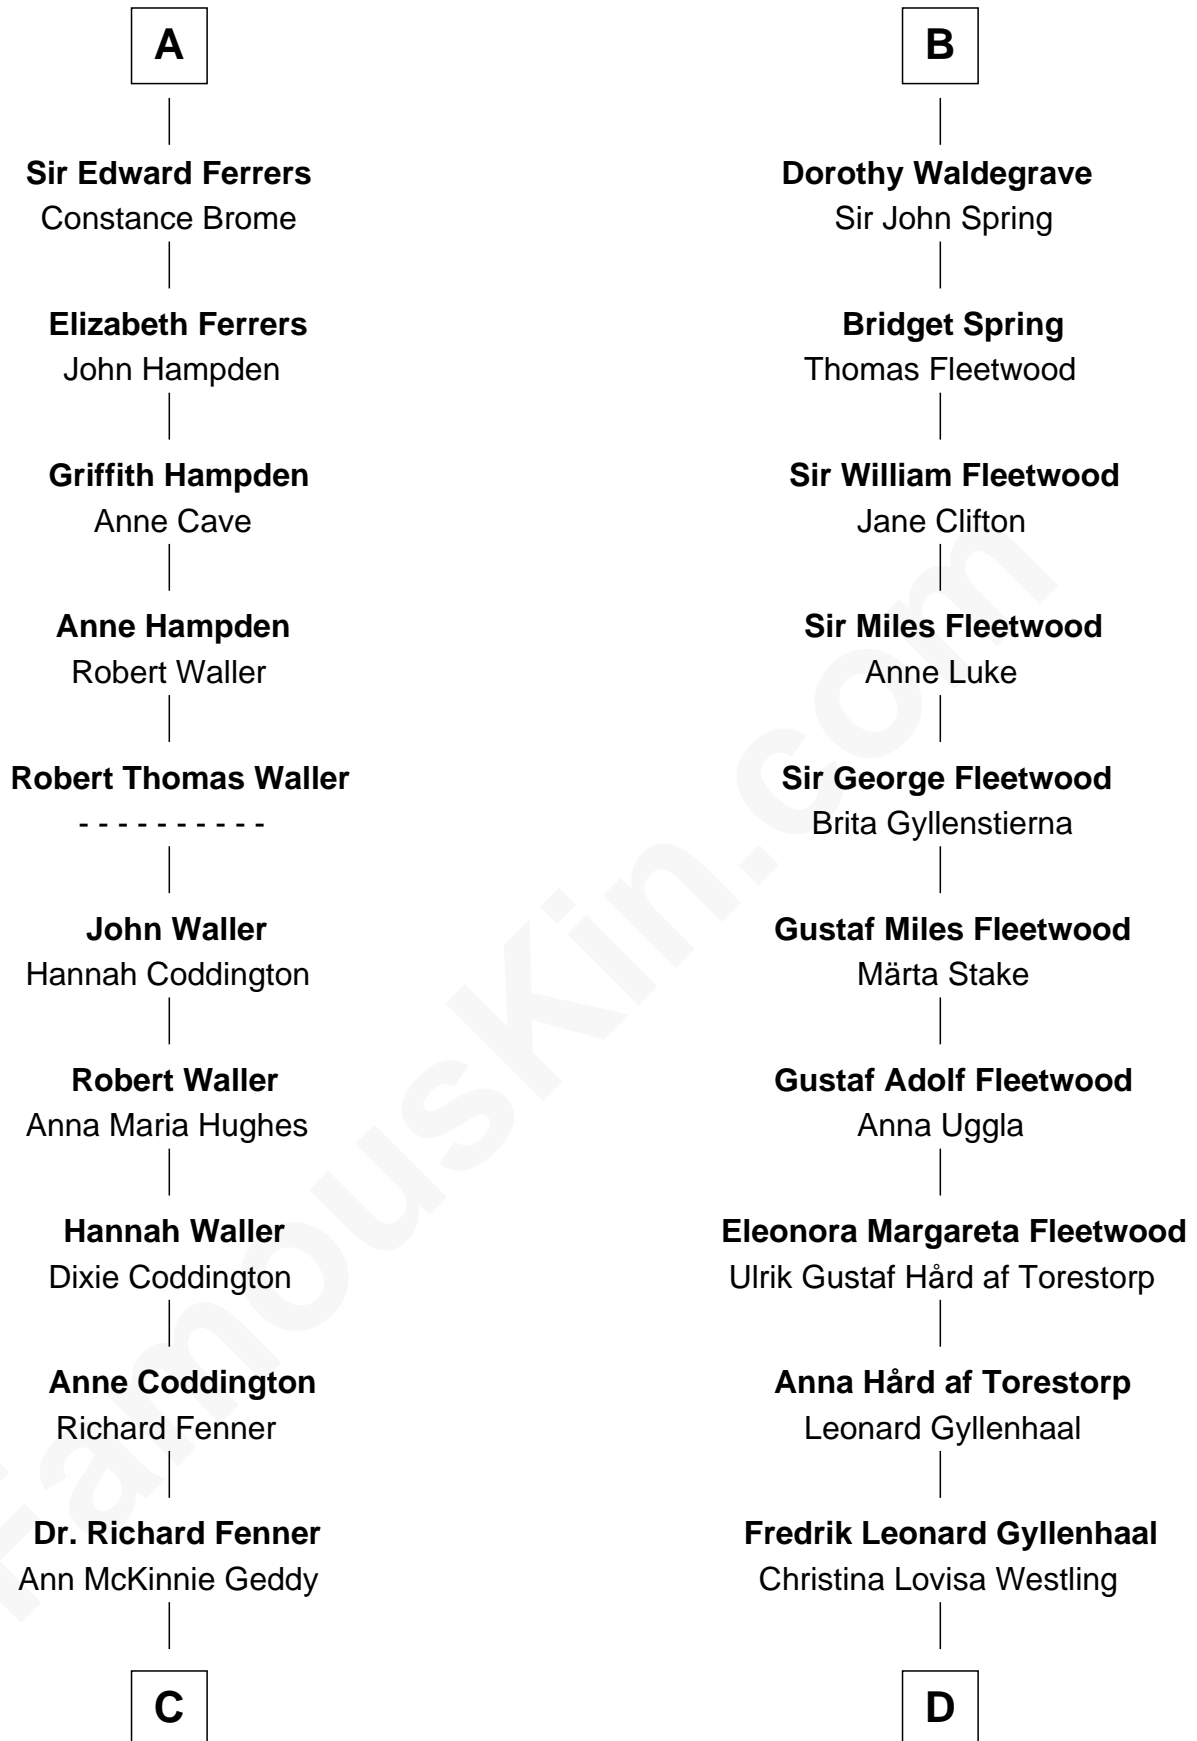 A
Sir Edward Ferrers
Constance Brome
Elizabeth Ferrers
John Hampden
Griffith Hampden
Anne Cave
Anne Hampden
Robert Waller
Robert Thomas Waller
- - - - - - - - - -
John Waller
Hannah Coddington
Robert Waller
Anna Maria Hughes
Hannah Waller
Dixie Coddington
Anne Coddington
Richard Fenner
Dr. Richard Fenner
Ann McKinnie Geddy
C
B
Dorothy Waldegrave
Sir John Spring
Bridget Spring
Thomas Fleetwood
Sir William Fleetwood
Jane Clifton
Sir Miles Fleetwood
Anne Luke
Sir George Fleetwood
Brita Gyllenstierna
Gustaf Miles Fleetwood
Märta Stake
Gustaf Adolf Fleetwood
Anna Uggla
Eleonora Margareta Fleetwood
Ulrik Gustaf Hård af Torestorp
Anna Hård af Torestorp
Leonard Gyllenhaal
Fredrik Leonard Gyllenhaal
Christina Lovisa Westling
D
FamousKin.com